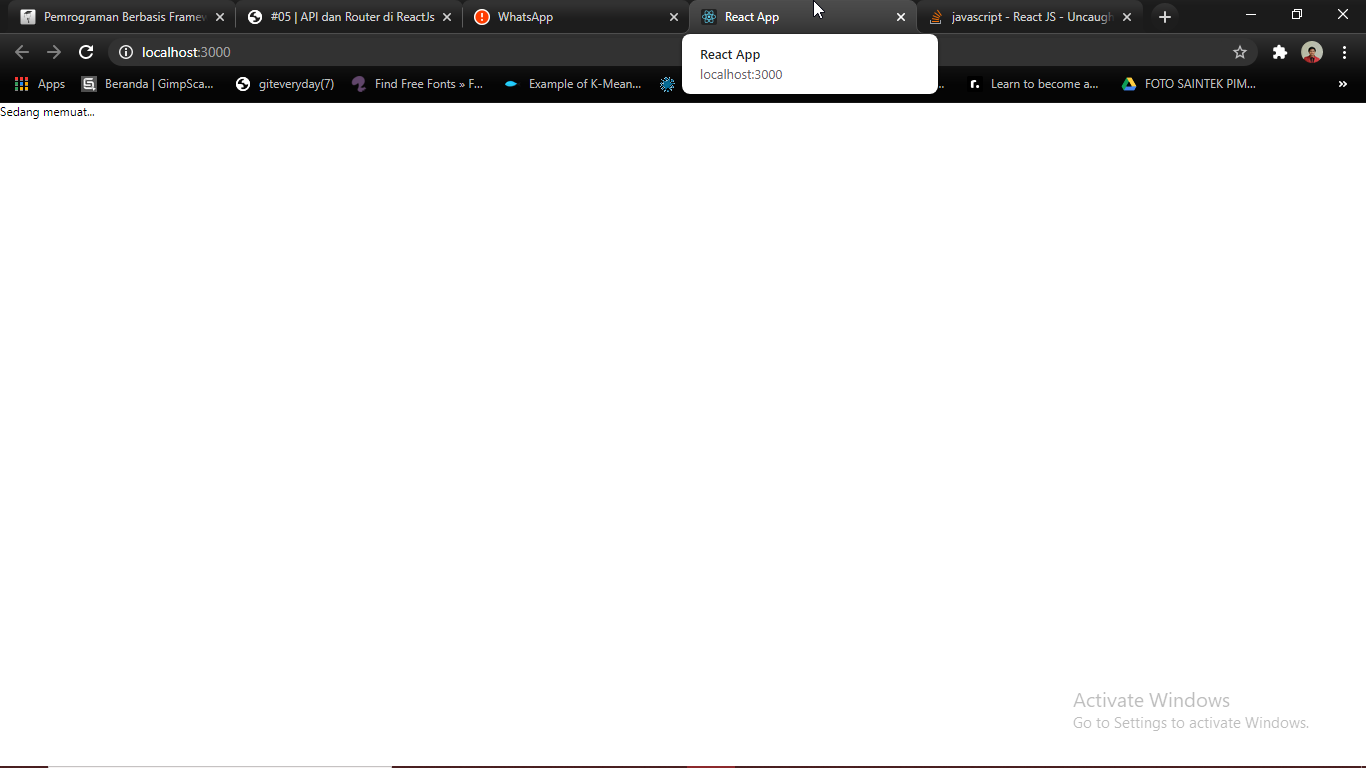 Pemrograman Berbasis Framew
#05 | API dan Router di ReactJs
WhatsApp
React App
javascript - React JS - Uncaugh
localhost:3000
React App
localhost:3000
Apps
Beranda | GimpSca...
giteveryday(7)
Find Free Fonts » F...
Example of K-Mean...
Learn to become a...
FOTO SAINTEK PIM...
Sedang memuat...
Activate Windows
Go to Settings to activate Windows.